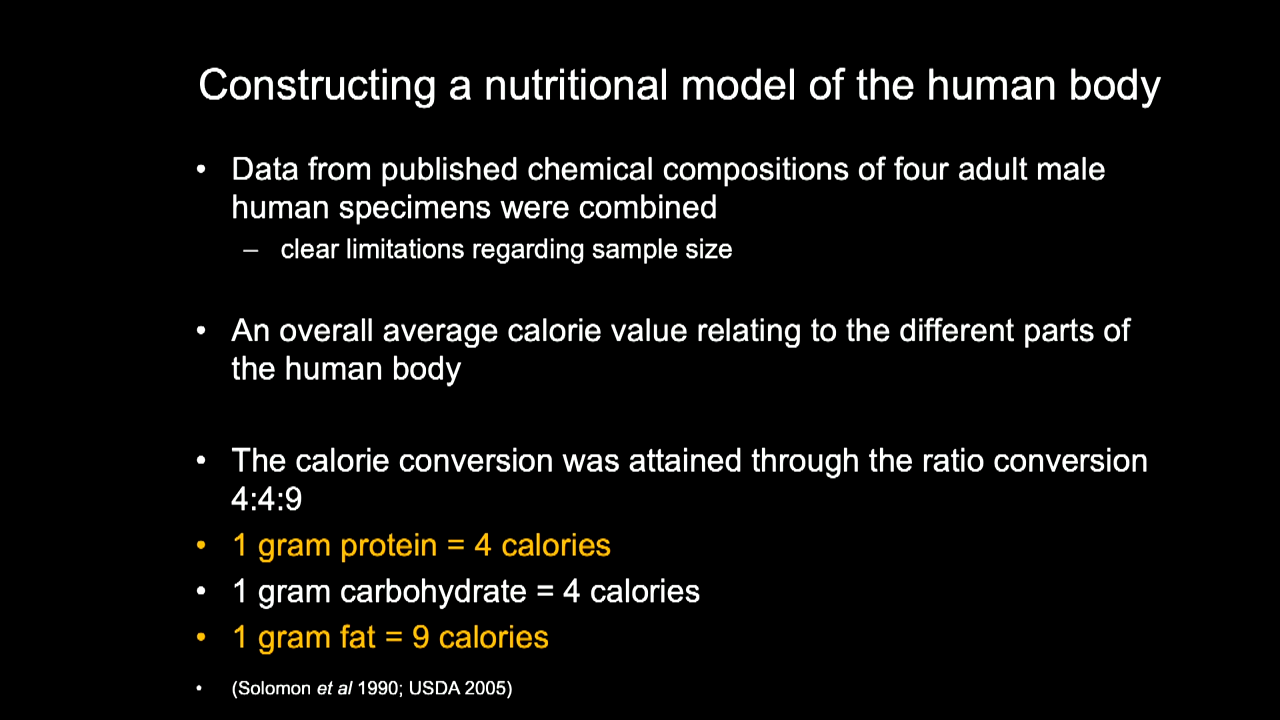 Constructing a nutritional model of the human body
• Data from published chemical compositions of four adult male
human specimens were combined
– clear limitations regarding sample size
• An overall average calorie value relating to the different parts of
the human body
• The calorie conversion was attained through the ratio conversion
4:4:9
• 1 gram protein = 4 calories
• 1 gram carbohydrate = 4 calories
• 1 gram fat = 9 calories
• (Solomon et al 1990; USDA 2005)